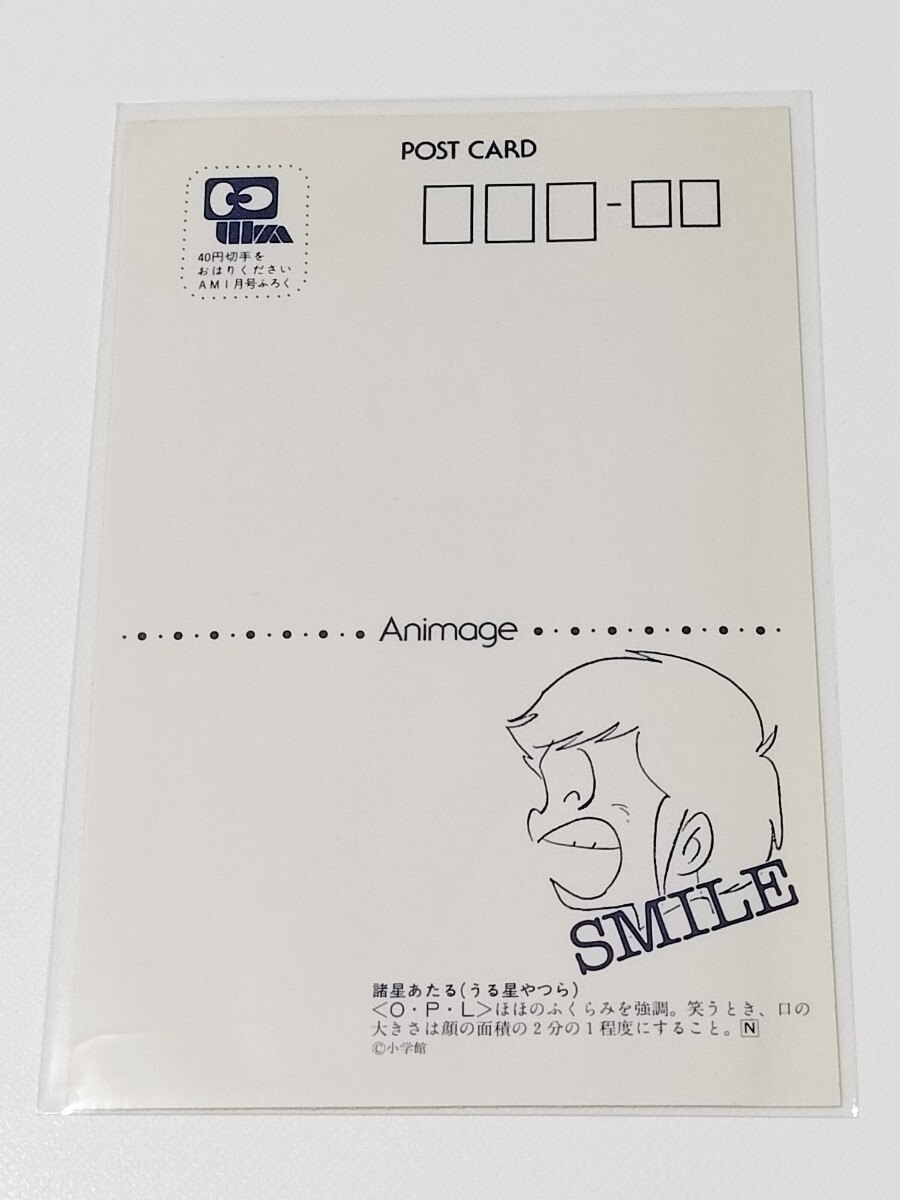 POST CARD
40円切手を
おはりください
AM1月号ふろく
Animage
SMILE
諸星あたる(うる星やつら)
<O・P・L>ほほのふくらみを強調。笑うとき、口の
大きさは顔の面積の2分の1程度にすること。N
©小学館